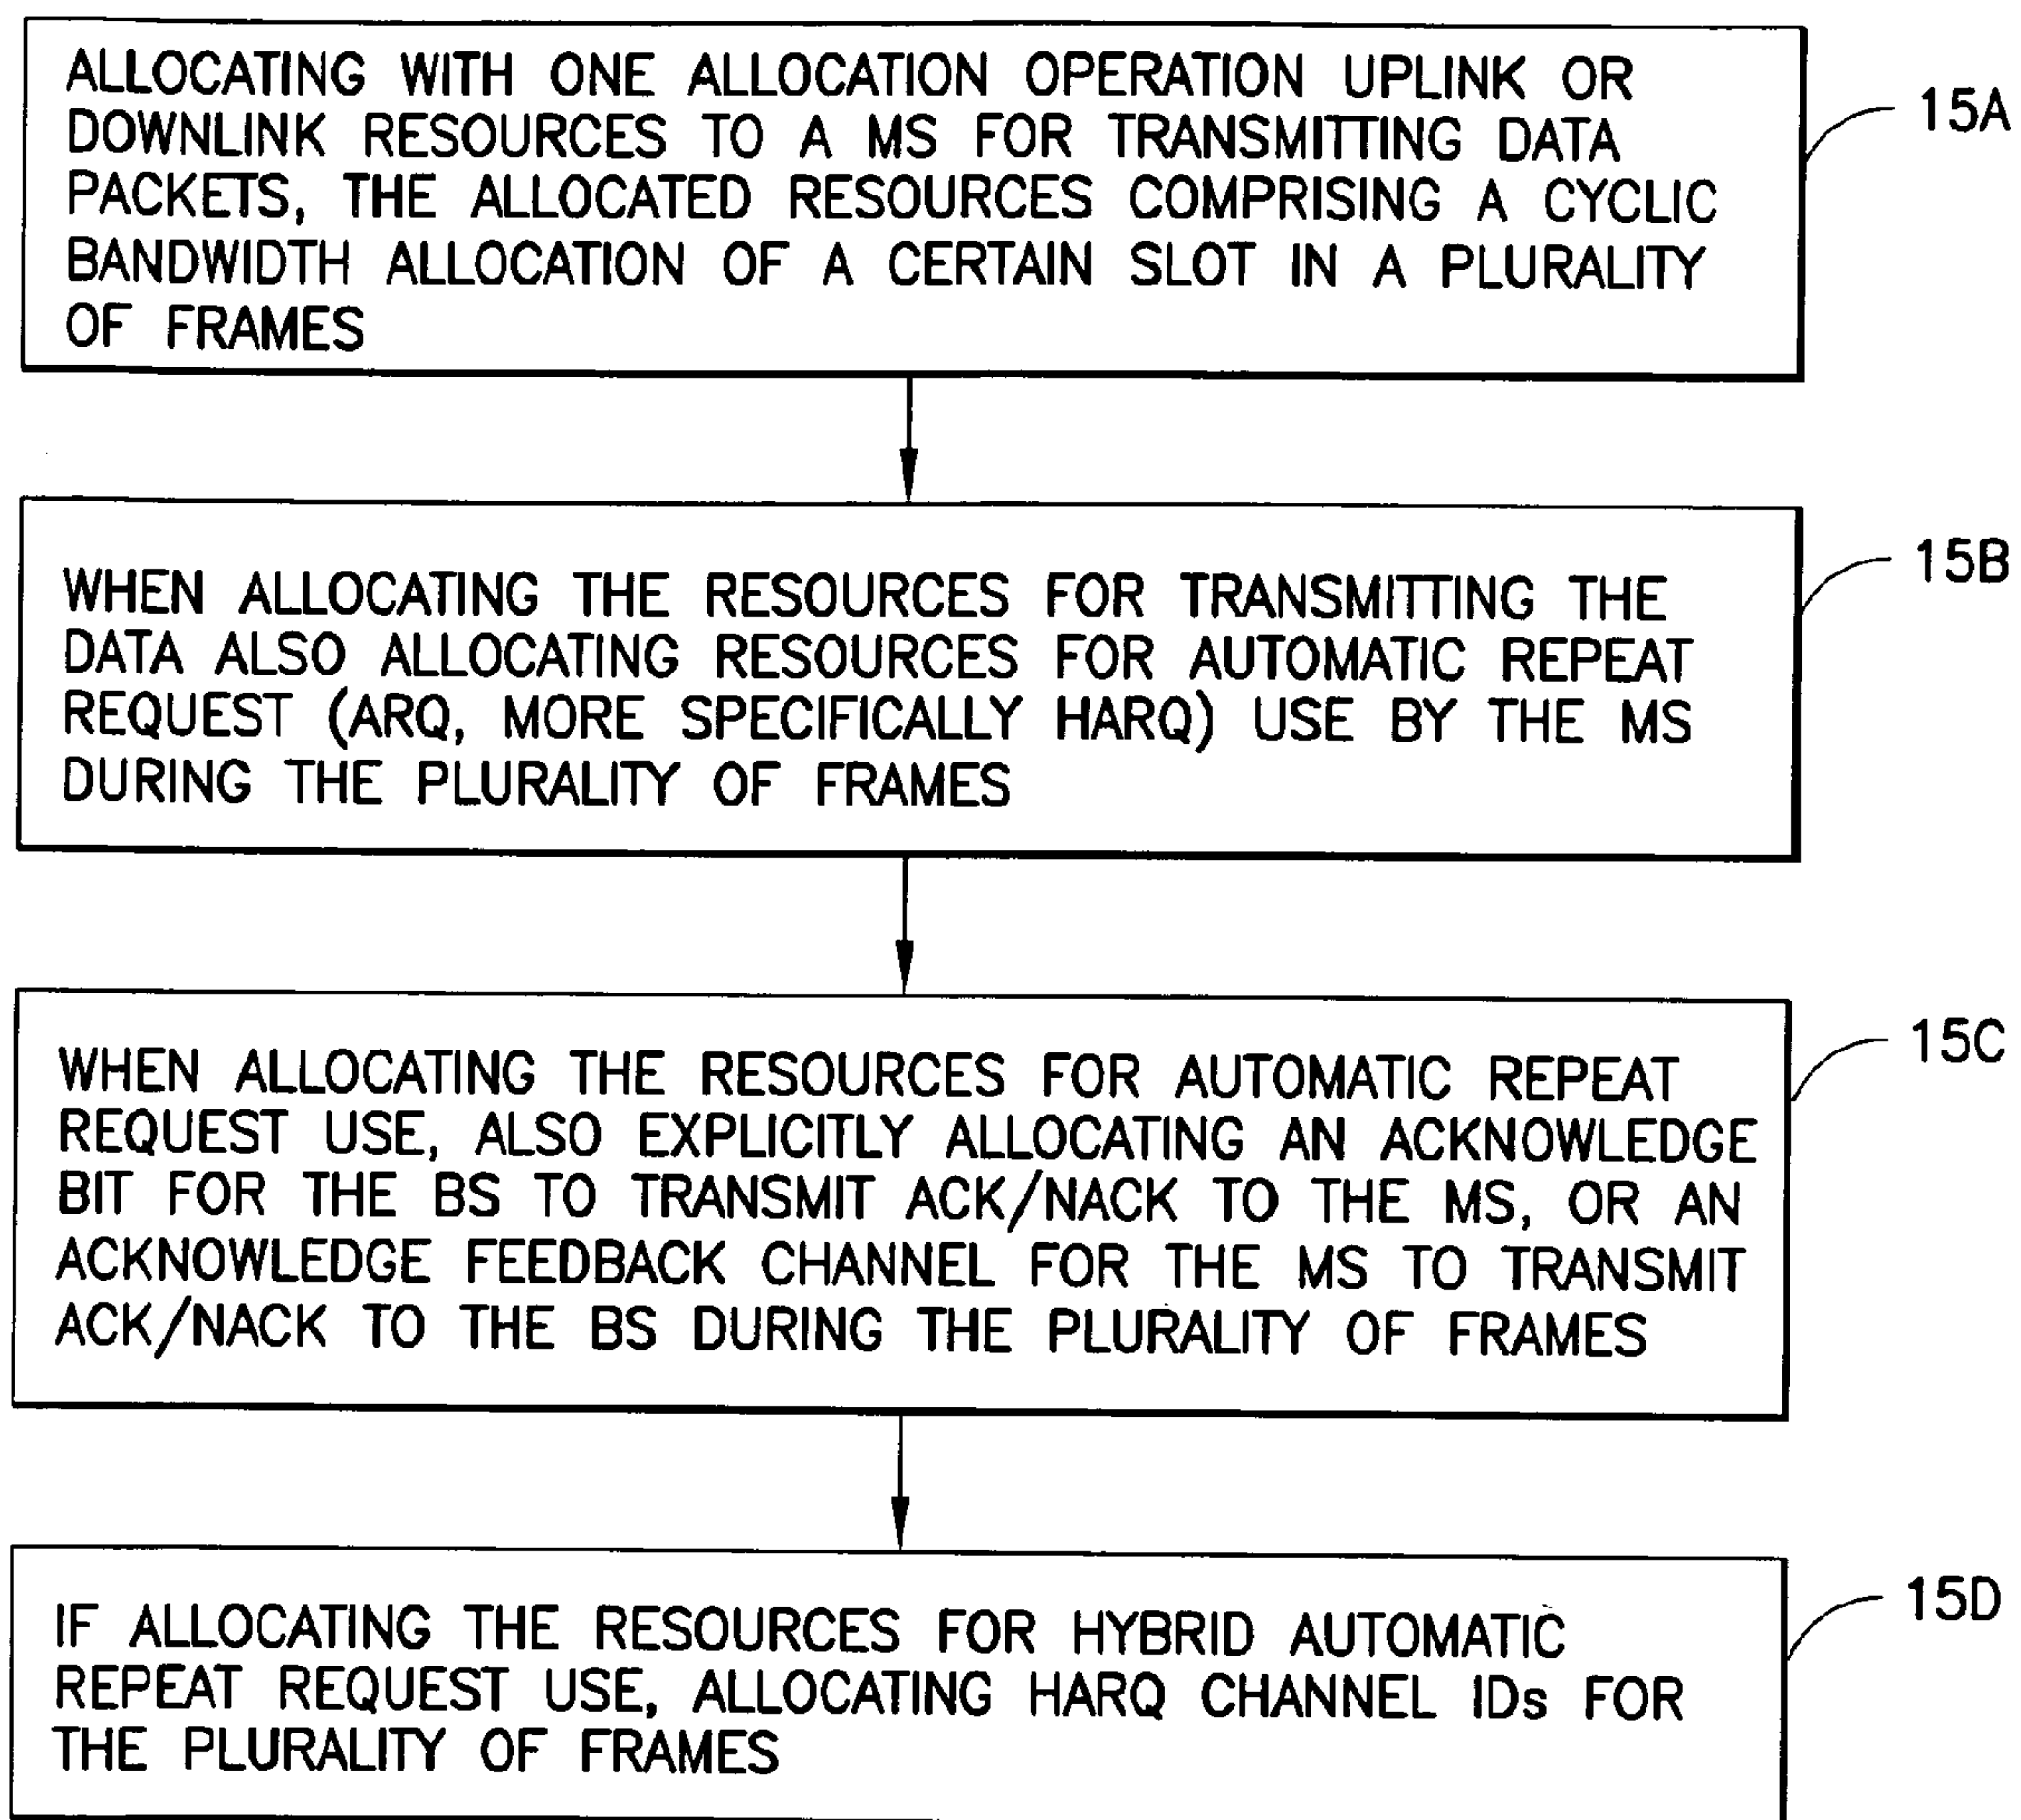 ALLOCATING WITH ONE ALLOCATION OPERATION UPLINK OR
DOWNLINK RESOURCES TO A MS FOR TRANSMITTING DATA
PACKETS, THE ALLOCATED RESOURCES COMPRISING A CYCLIC
BANDWIDTH ALLOCATION OF A CERTAIN SLOT IN A PLURALITY
OF FRAMES
15A
WHEN ALLOCATING THE RESOURCES FOR TRANSMITTING THE
DATA ALSO ALLOCATING RESOURCES FOR AUTOMATIC REPEAT
REQUEST (ARQ, MORE SPECIFICALLY HARQ) USE BY THE MS
DURING THE PLURALITY OF FRAMES
15B
WHEN ALLOCATING THE RESOURCES FOR AUTOMATIC REPEAT
REQUEST USE, ALSO EXPLICITLY ALLOCATING AN ACKNOWLEDGE
BIT FOR THE BS TO TRANSMIT ACK/NACK TO THE MS, OR AN
ACKNOWLEDGE FEEDBACK CHANNEL FOR THE MS TO TRANSMIT
ACK/NACK TO THE BS DURING THE PLURALITY OF FRAMES
15C
IF ALLOCATING THE RESOURCES FOR HYBRID AUTOMATIC
REPEAT REQUEST USE, ALLOCATING HARQ CHANNEL IDs FOR
THE PLURALITY OF FRAMES
15D